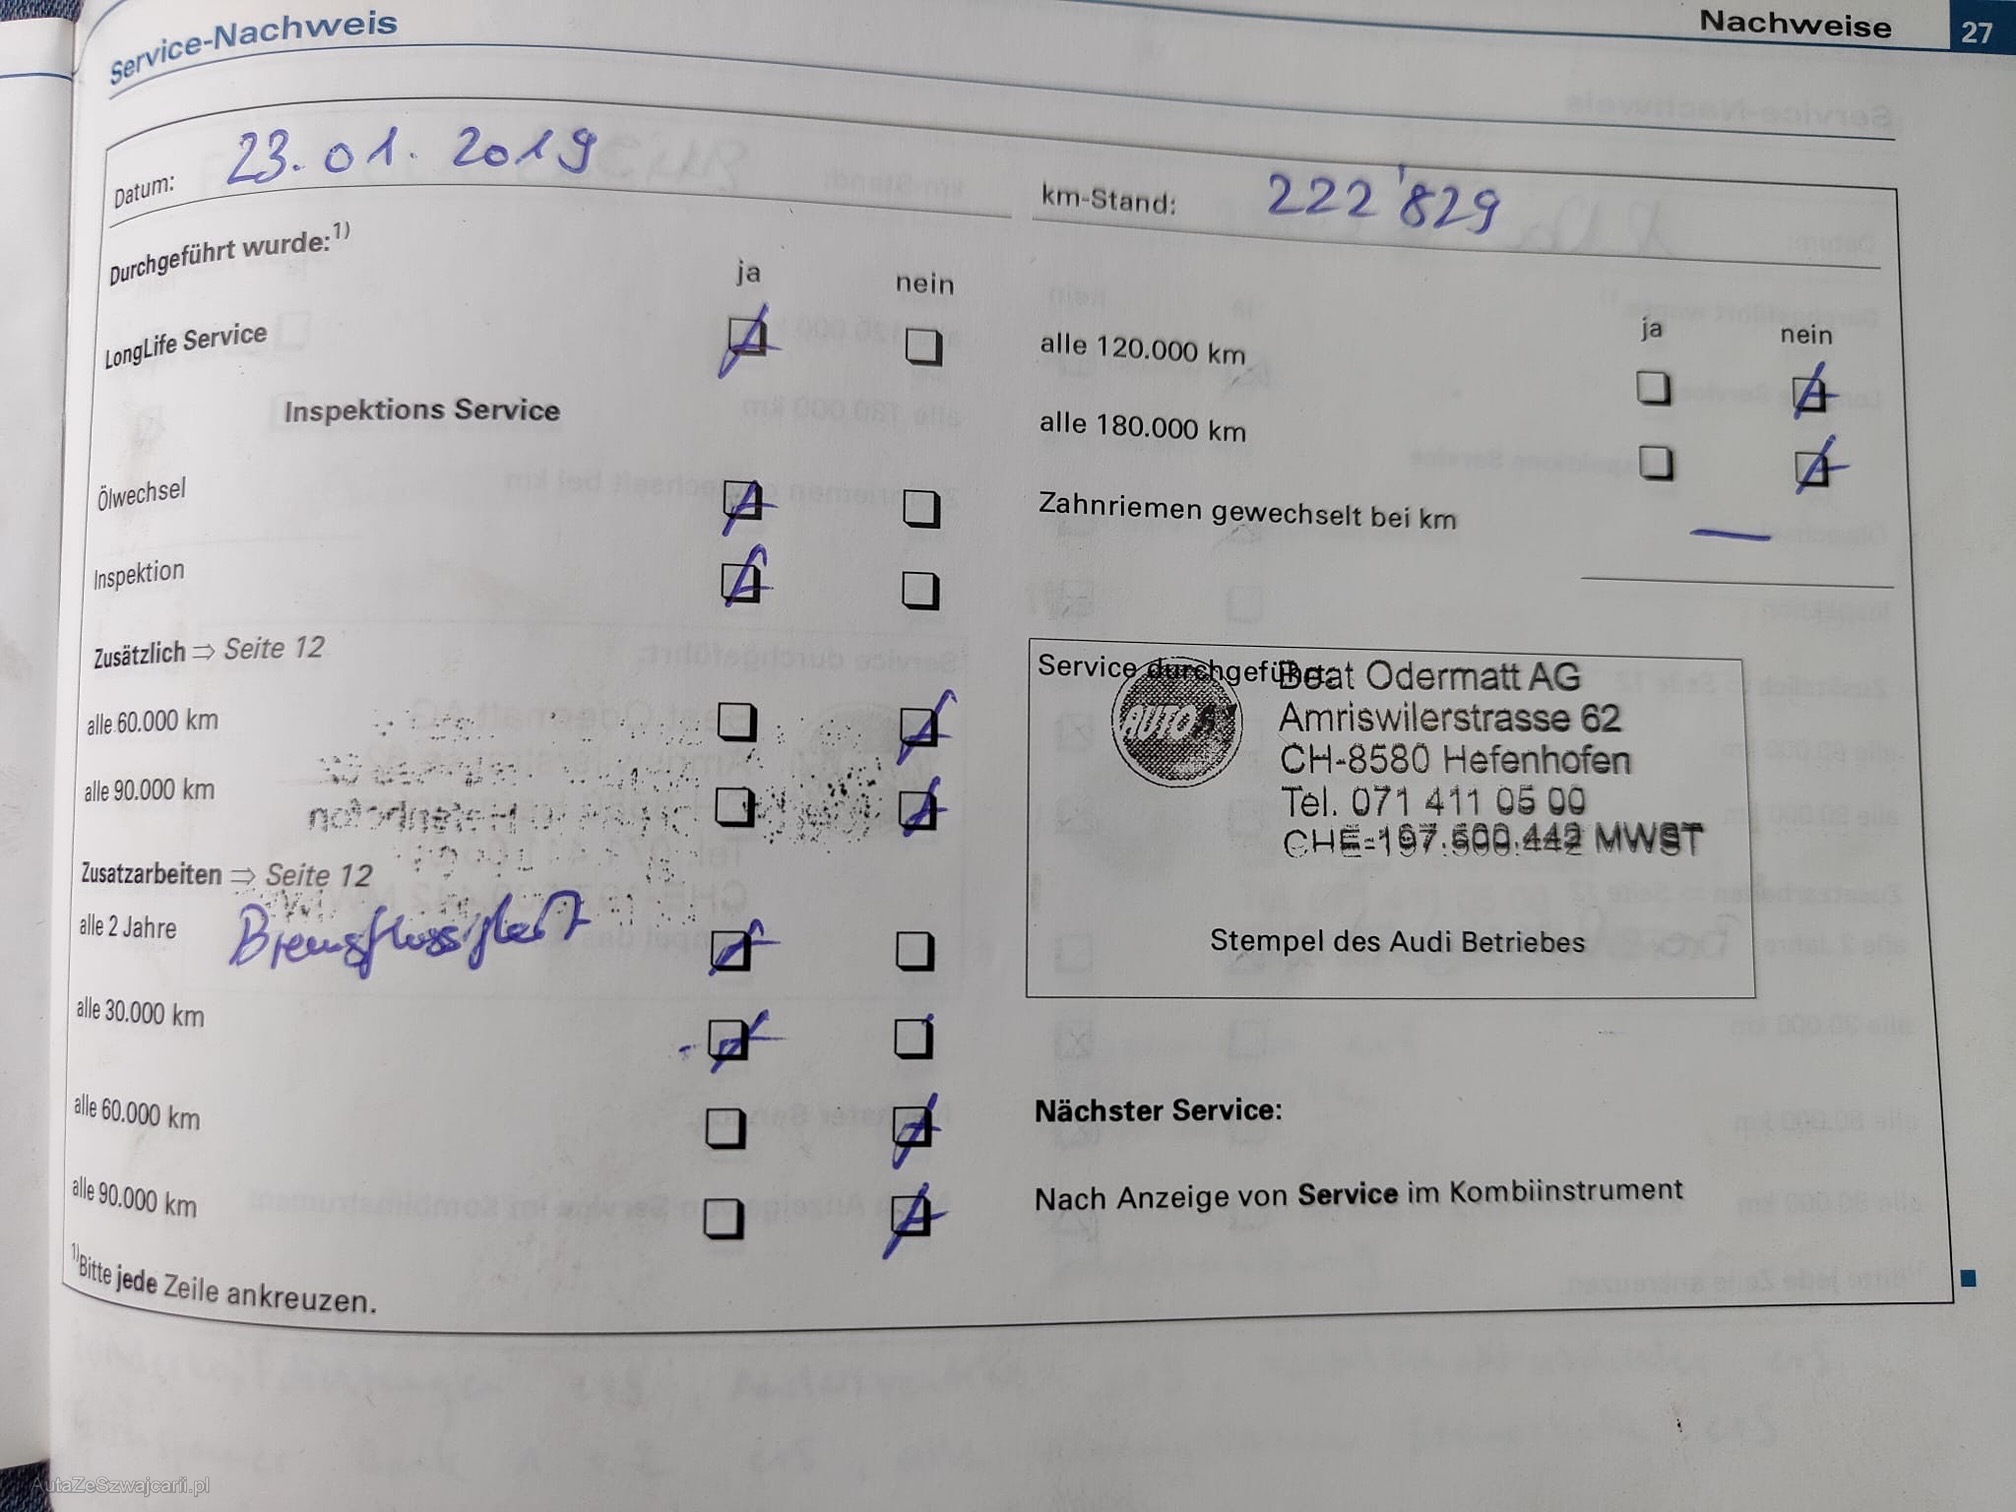 Service-Nachweis
Nachweise 27
Datum: 23.01.2019
km-Stand: 222'829
Durchgeführt wurde:1)
ja nein
LongLife Service
Inspektions Service
Ölwechsel
Inspektion
Zusätzlich ⇒ Seite 12
alle 60.000 km
alle 90.000 km
Zusatzarbeiten ⇒ Seite 12
alle 2 Jahre Bremsflüssigkeit
alle 30.000 km
alle 60.000 km
alle 90.000 km
1)Bitte jede Zeile ankreuzen.
ja nein
alle 120.000 km
alle 180.000 km
Zahnriemen gewechselt bei km —
Service durchgeführt:
AUTO
Beat Odermatt AG
Amriswilerstrasse 62
CH-8580 Hefenhofen
Tel. 071 411 05 00
CHE-197.500.442 MWST
Stempel des Audi Betriebes
Nächster Service:
Nach Anzeige von Service im Kombiinstrument
AutaZeSzwajcarii.pl